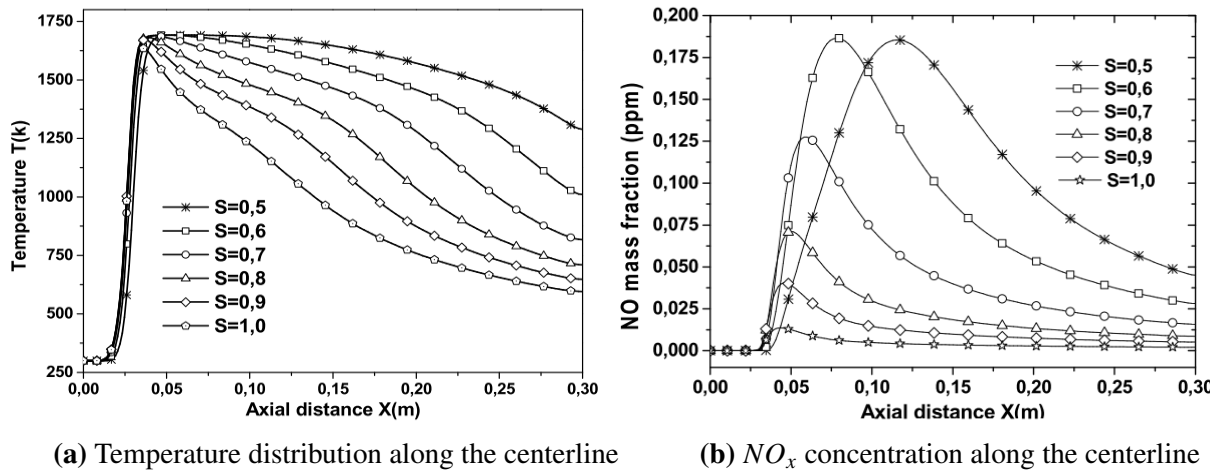 1750
1500
1250
1000
750
500
250
Temperature T(k)
S=0,5
S=0,6
S=0,7
S=0,8
S=0,9
S=1,0
0,00 0,05 0,10 0,15 0,20 0,25 0,30
Axial distance X(m)
(a) Temperature distribution along the centerline
0,200
0,175
0,150
0,125
0,100
0,075
0,050
0,025
0,000
NO mass fraction (ppm)
S=0,5
S=0,6
S=0,7
S=0,8
S=0,9
S=1,0
0,00 0,05 0,10 0,15 0,20 0,25 0,30
Axial distance X(m)
(b) NOₓ concentration along the centerline